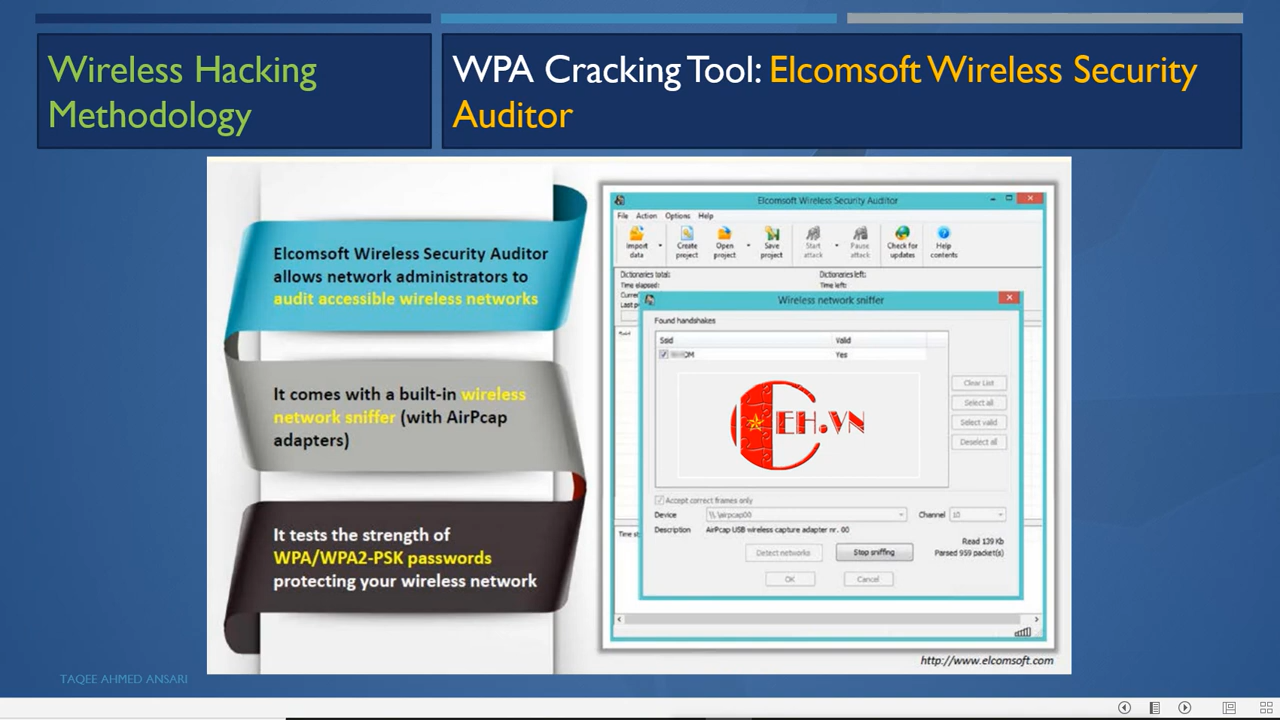 Wireless Hacking
Methodology
WPA Cracking Tool: Elcomsoft Wireless Security
Auditor
Elcomsoft Wireless Security Auditor
allows network administrators to
audit accessible wireless networks
It comes with a built-in wireless
network sniffer (with AirPcap
adapters)
It tests the strength of
WPA/WPA2-PSK passwords
protecting your wireless network
Elcomsoft Wireless Security Auditor
File Action Options Help
Import data
Create project
Open project
Save project
Start attack
Pause attack
Check for updates
Help contents
Dictionaries total:
Dictionaries left:
Time elapsed:
Time left:
Wireless network sniffer
Found handshakes
Ssid
Valid
Yes
EH.VN
Clear List
Select all
Select valid
Deselect all
Accept correct frames only
Device
\\.\airpcap00
Channel
10
Description
AirPcap USB wireless capture adapter nr. 00
Read 139 Kb
Parsed 959 packet(s)
Detect networks
Stop sniffing
OK
Cancel
http://www.elcomsoft.com
TAQEE AHMED ANSARI